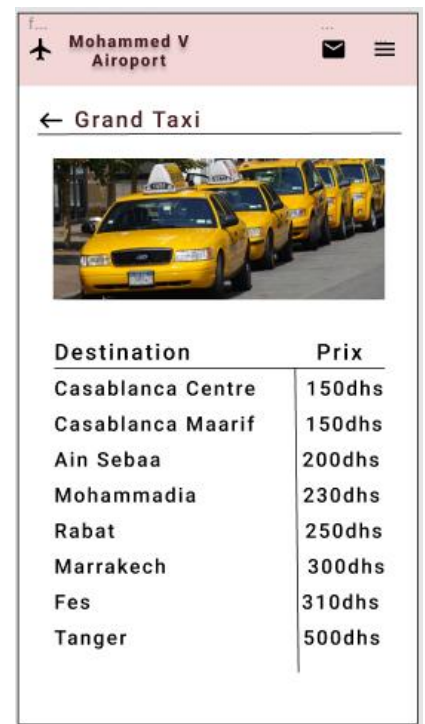 f... ...
Mohammed V
Airoport
← Grand Taxi
Destination Prix
Casablanca Centre 150dhs
Casablanca Maarif 150dhs
Ain Sebaa 200dhs
Mohammadia 230dhs
Rabat 250dhs
Marrakech 300dhs
Fes 310dhs
Tanger 500dhs